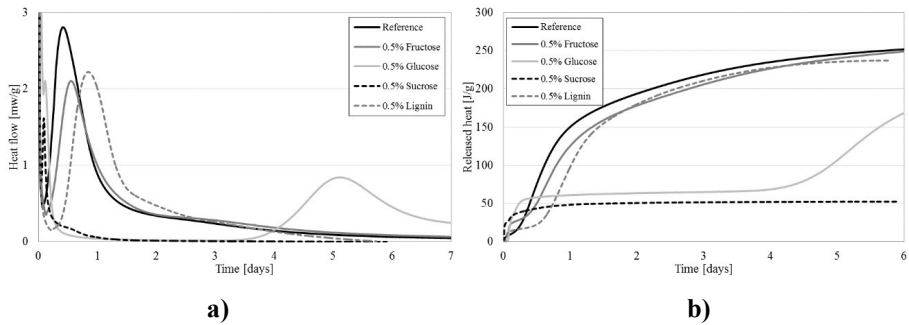 3
2
1
0
Heat flow [mw/g]
0 1 2 3 4 5 6 7
Time [days]
Reference
0.5% Fructose
0.5% Glucose
0.5% Sucrose
0.5% Lignin
a)
300
250
200
150
100
50
0
Released heat [J/g]
0 1 2 3 4 5 6
Time [days]
Reference
0.5% Fructose
0.5% Glucose
0.5% Sucrose
0.5% Lignin
b)